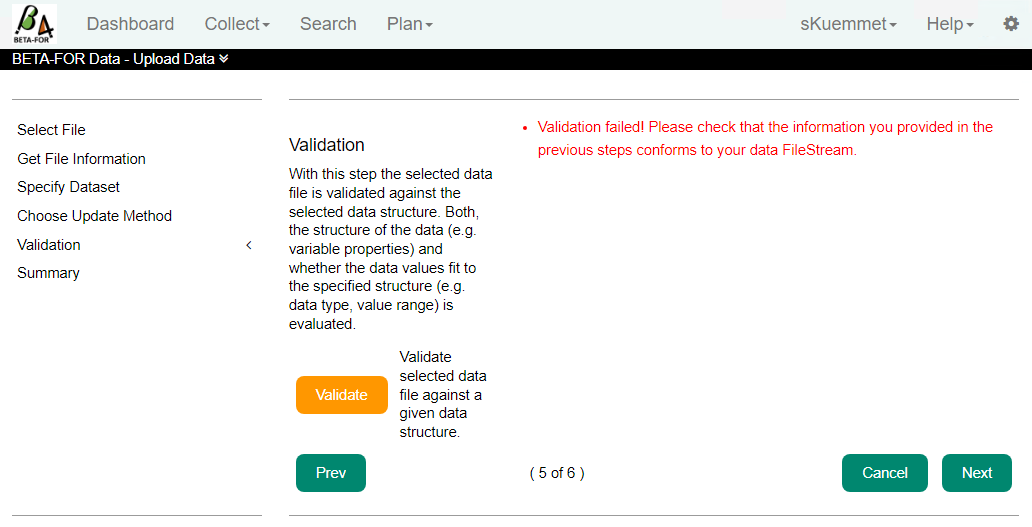 BETA-FOR
Dashboard Collect Search Plan sKuemmet Help
BETA-FOR Data - Upload Data
Select File
Get File Information
Specify Dataset
Choose Update Method
Validation
Summary
Validation
With this step the selected data
file is validated against the
selected data structure. Both,
the structure of the data (e.g.
variable properties) and
whether the data values fit to
the specified structure (e.g.
data type, value range) is
evaluated.
Validate
Validate
selected data
file against a
given data
structure.
• Validation failed! Please check that the information you provided in the
previous steps conforms to your data FileStream.
Prev ( 5 of 6 ) Cancel Next